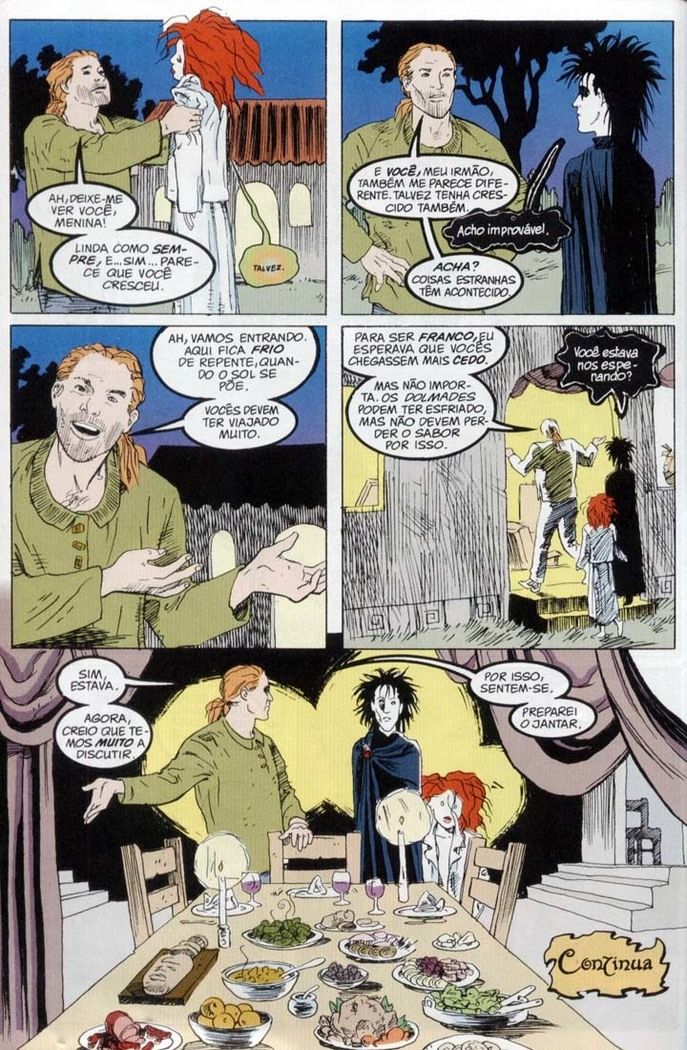 AH, DEIXE-ME
VER VOCÊ,
MENINA!
LINDA COMO SEM-
PRE, E...SIM... PARE-
CE QUE VOCÊ
CRESCEU.
TALVEZ.
E VOCÊ, MEU IRMÃO,
TAMBÉM ME PARECE DIFE-
RENTE. TALVEZ TENHA CRES-
CIDO TAMBÉM.
Acho improvável.
ACHA?
COISAS ESTRANHAS
TÊM ACONTECIDO.
AH, VAMOS ENTRANDO.
AQUI FICA FRIO
DE REPENTE, QUAN-
DO O SOL SE
PÕE.
VOCÊS DEVEM
TER VIAJADO
MUITO.
PARA SER FRANCO, EU
ESPERAVA QUE VOCÊS
CHEGASSEM MAIS CEDO.
MAS NÃO IMPOR-
TA. OS DOLMADES
PODEM TER ESFRIADO,
MAS NÃO DEVEM PER-
DER O SABOR
POR ISSO.
Você estava
nos espe-
rando?
SIM,
ESTAVA.
AGORA,
CREIO QUE TE-
MOS MUITO A
DISCUTIR.
POR ISSO,
SENTEM-SE.
PREPAREI
O JANTAR.
Continua